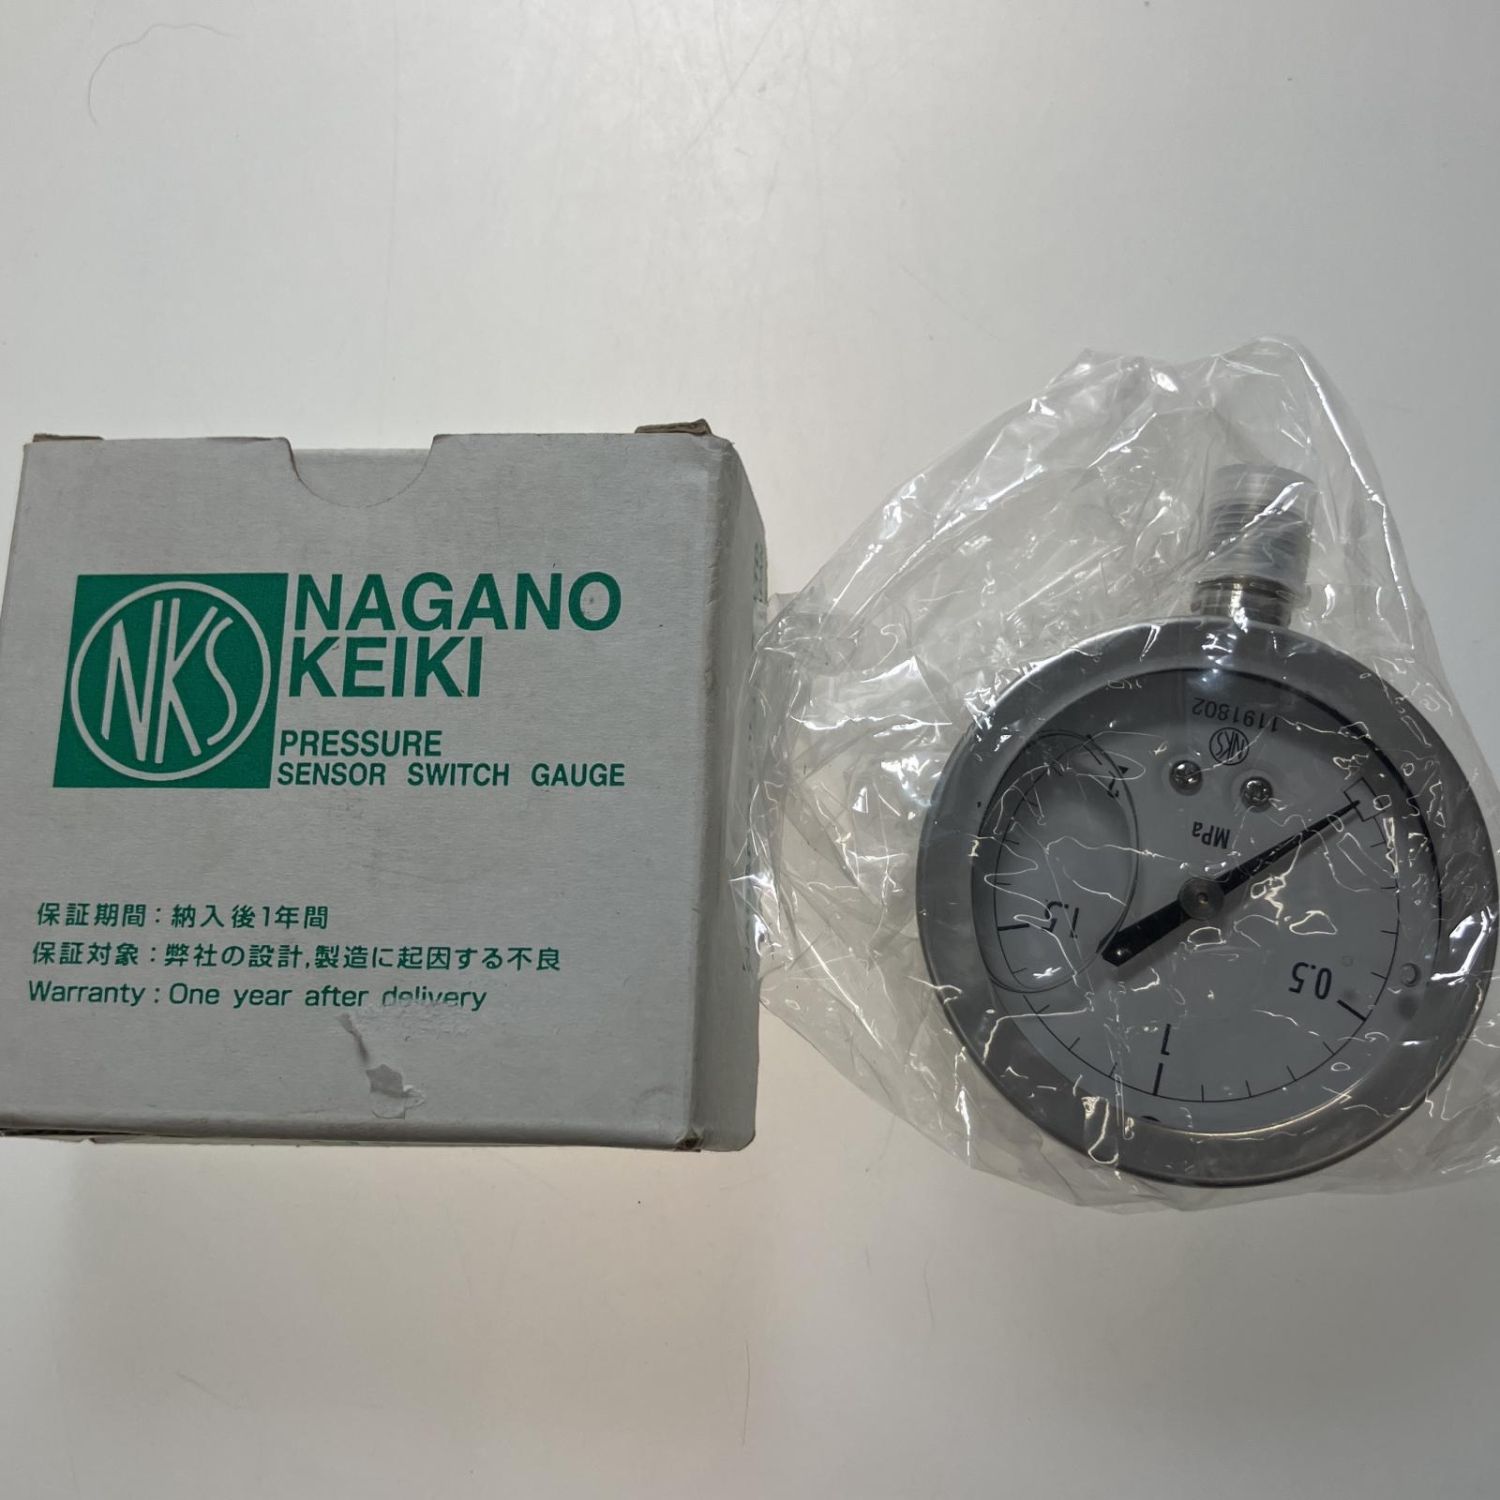 NKS
NAGANO
KEIKI
PRESSURE
SENSOR SWITCH GAUGE
保証期間：納入後1年間
保証対象：弊社の設計,製造に起因する不良
Warranty : One year after delivery
1191802
NKS
MPa
0
0.5
1
1.5